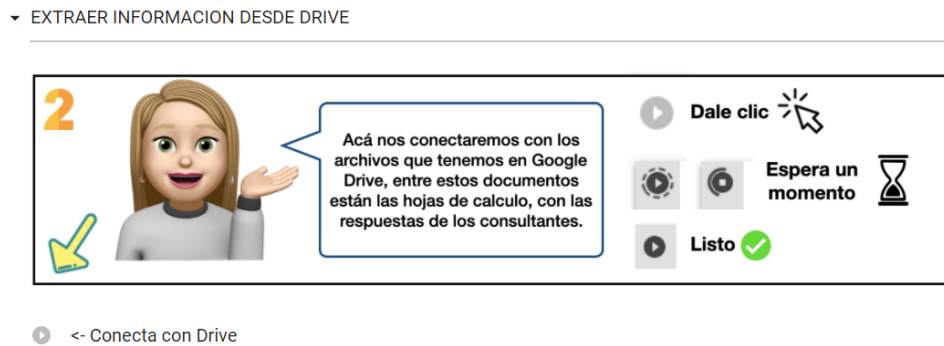 EXTRAER INFORMACION DESDE DRIVE
2
Acá nos conectaremos con los
archivos que tenemos en Google
Drive, entre estos documentos
están las hojas de calculo, con las
respuestas de los consultantes.
Dale clic
Espera un
momento
Listo
<- Conecta con Drive